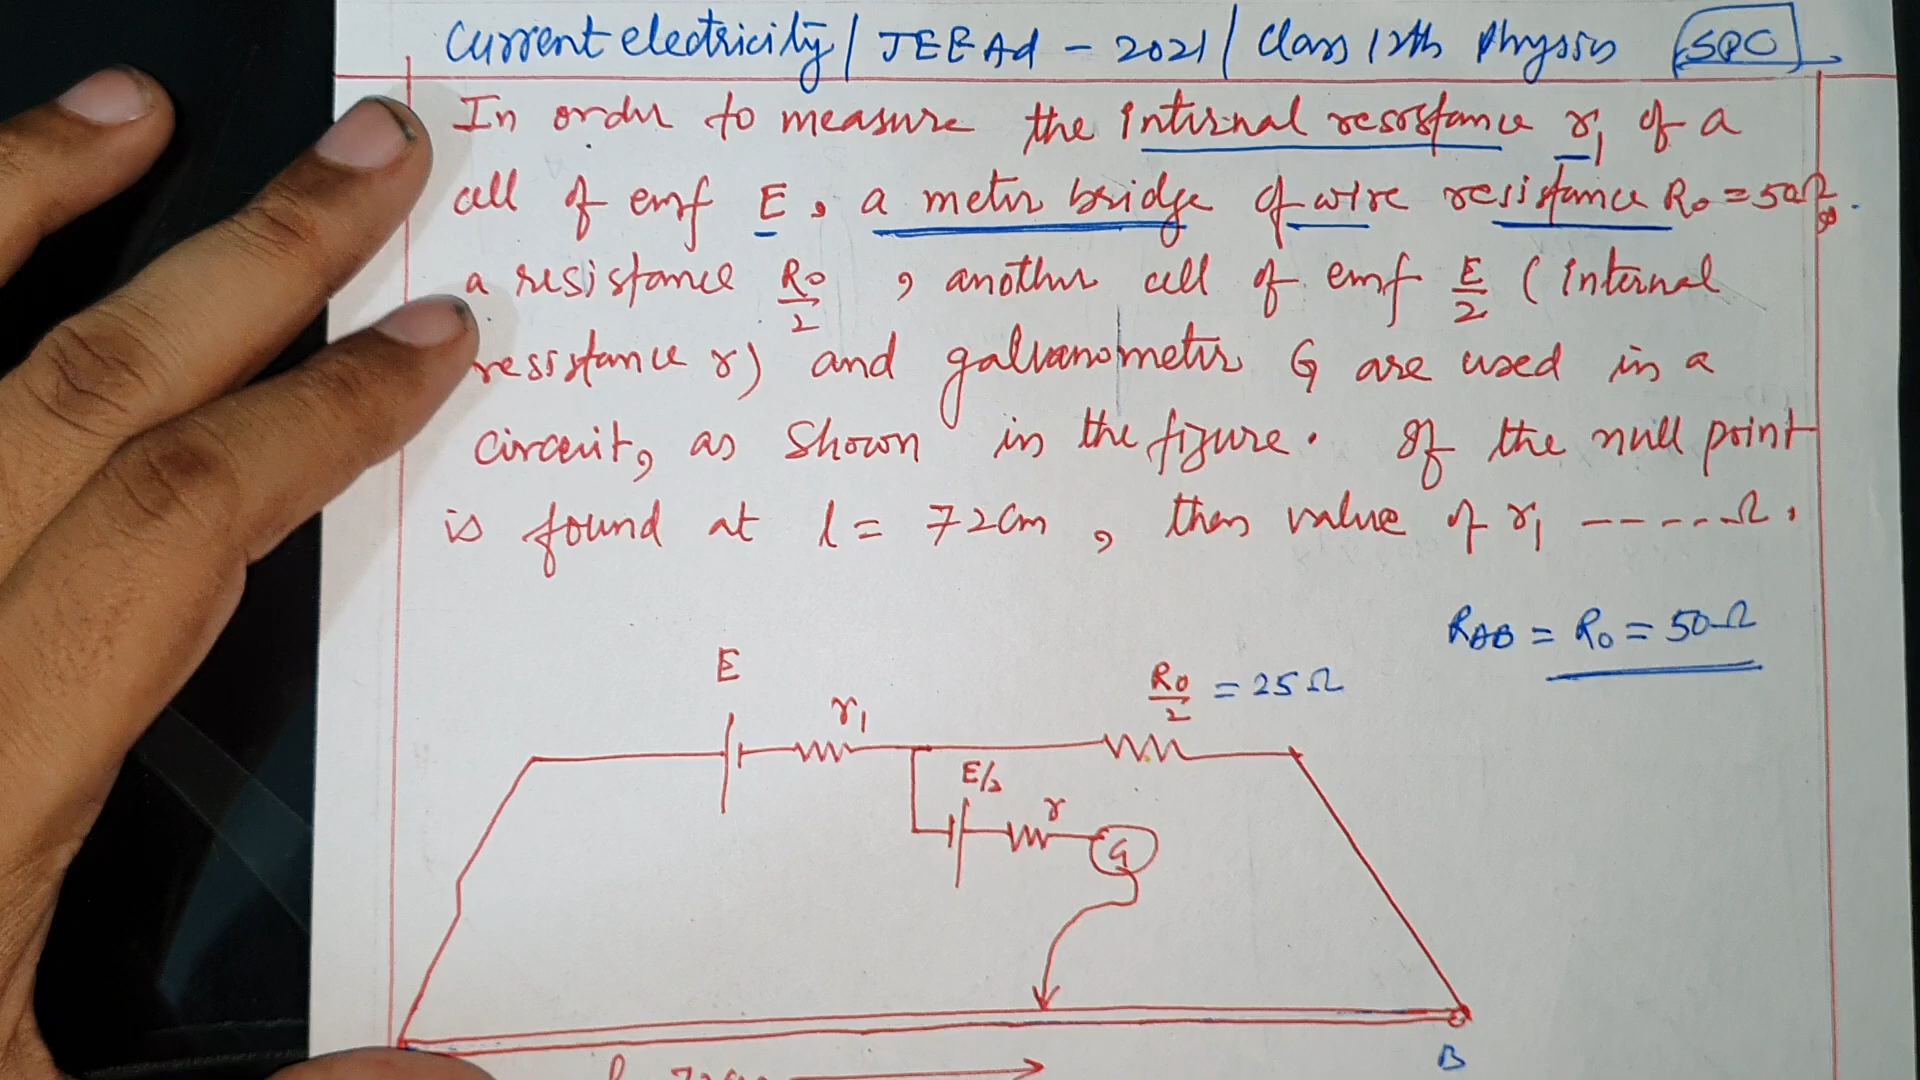 Current electricity / JEE Ad - 2021 / Class 12th Physics SPC
In order to measure the internal resistance r1 of a
cell of emf E, a meter bridge of wire resistance R0 = 50Ω.
a resistance R0/2, another cell of emf E/2 (internal
resistance r) and galvanometer G are used in a
circuit, as shown in the figure. If the null point
is found at l = 72cm, then value of r1 -----Ω.
RAB = R0 = 50Ω
E
r1
R0/2 = 25Ω
E/2
r
G
B